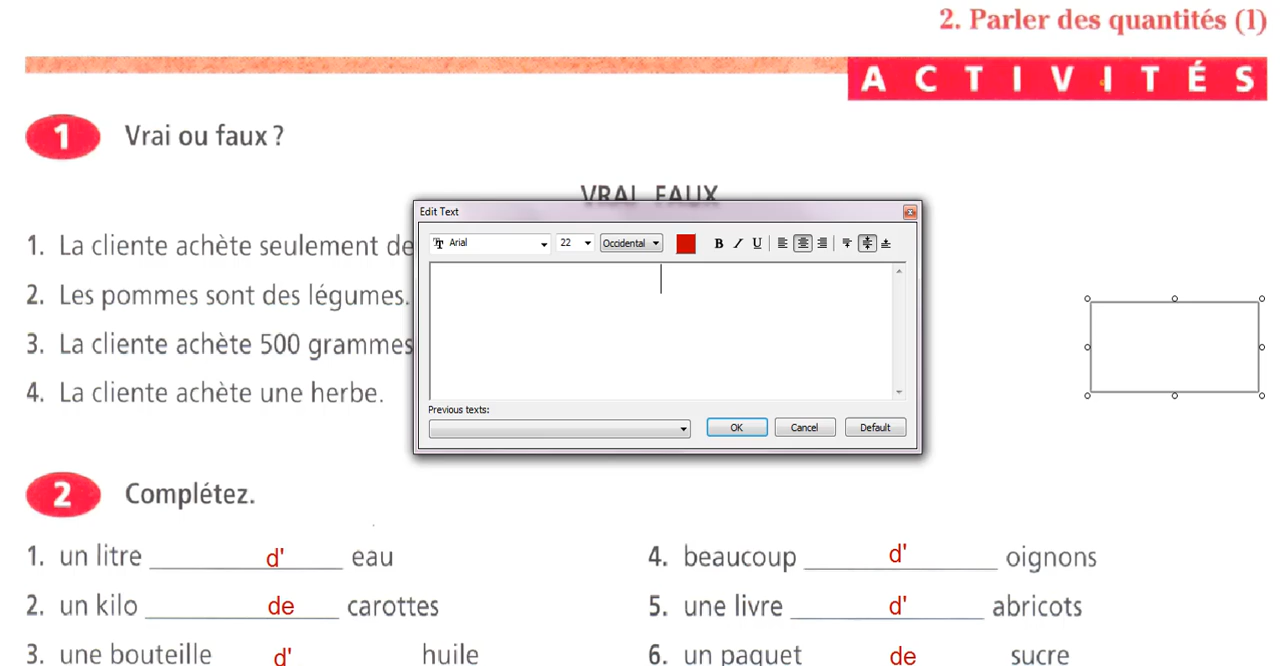 2. Parler des quantités (1)
ACTIVITÉS
1 Vrai ou faux ?
VRAI FAUX
1. La cliente achète seulement de
2. Les pommes sont des légumes.
3. La cliente achète 500 grammes
4. La cliente achète une herbe.
Edit Text
Arial 22 Occidental B I U
Previous texts:
OK Cancel Default
2 Complétez.
1. un litre d' eau
2. un kilo de carottes
3. une bouteille d' huile
4. beaucoup d' oignons
5. une livre d' abricots
6. un paquet de sucre